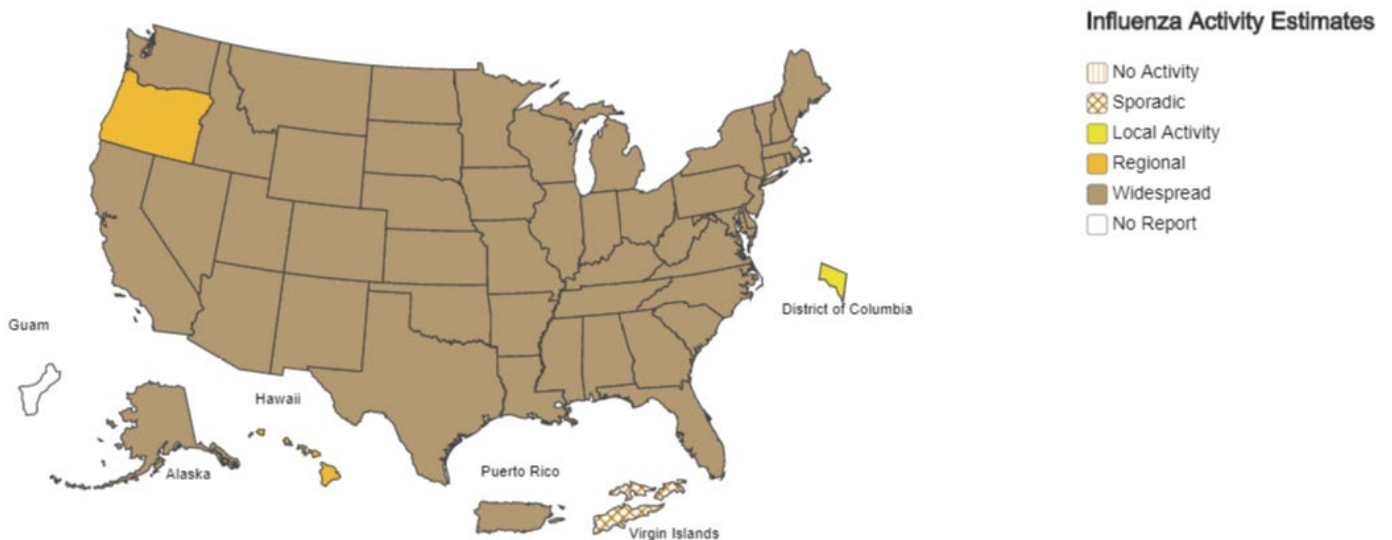 Influenza Activity Estimates
No Activity
Sporadic
Local Activity
Regional
Widespread
No Report
District of Columbia
Guam
Hawaii
Alaska
Puerto Rico
Virgin Islands